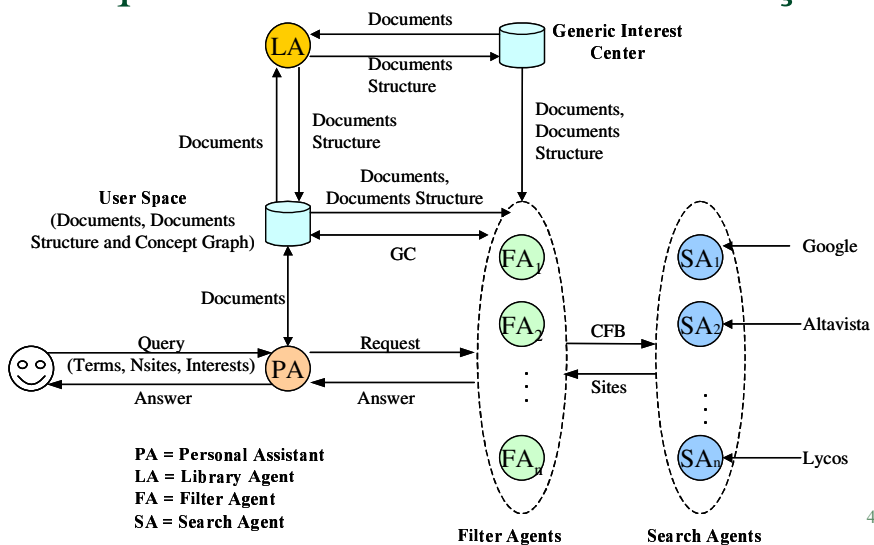 Documents
LA
Generic Interest
Center
Documents
Structure
Documents
Documents
Structure
Documents,
Documents
Structure
User Space
(Documents, Documents
Structure and Concept Graph)
Documents,
Documents Structure
GC
Documents
FA1
SA1
Google
FA2
SA2
Altavista
Query
(Terms, Nsites, Interests)
PA
Request
CFB
Answer
Answer
Sites
FAn
SAn
Lycos
PA = Personal Assistant
LA = Library Agent
FA = Filter Agent
SA = Search Agent
Filter Agents
Search Agents
4